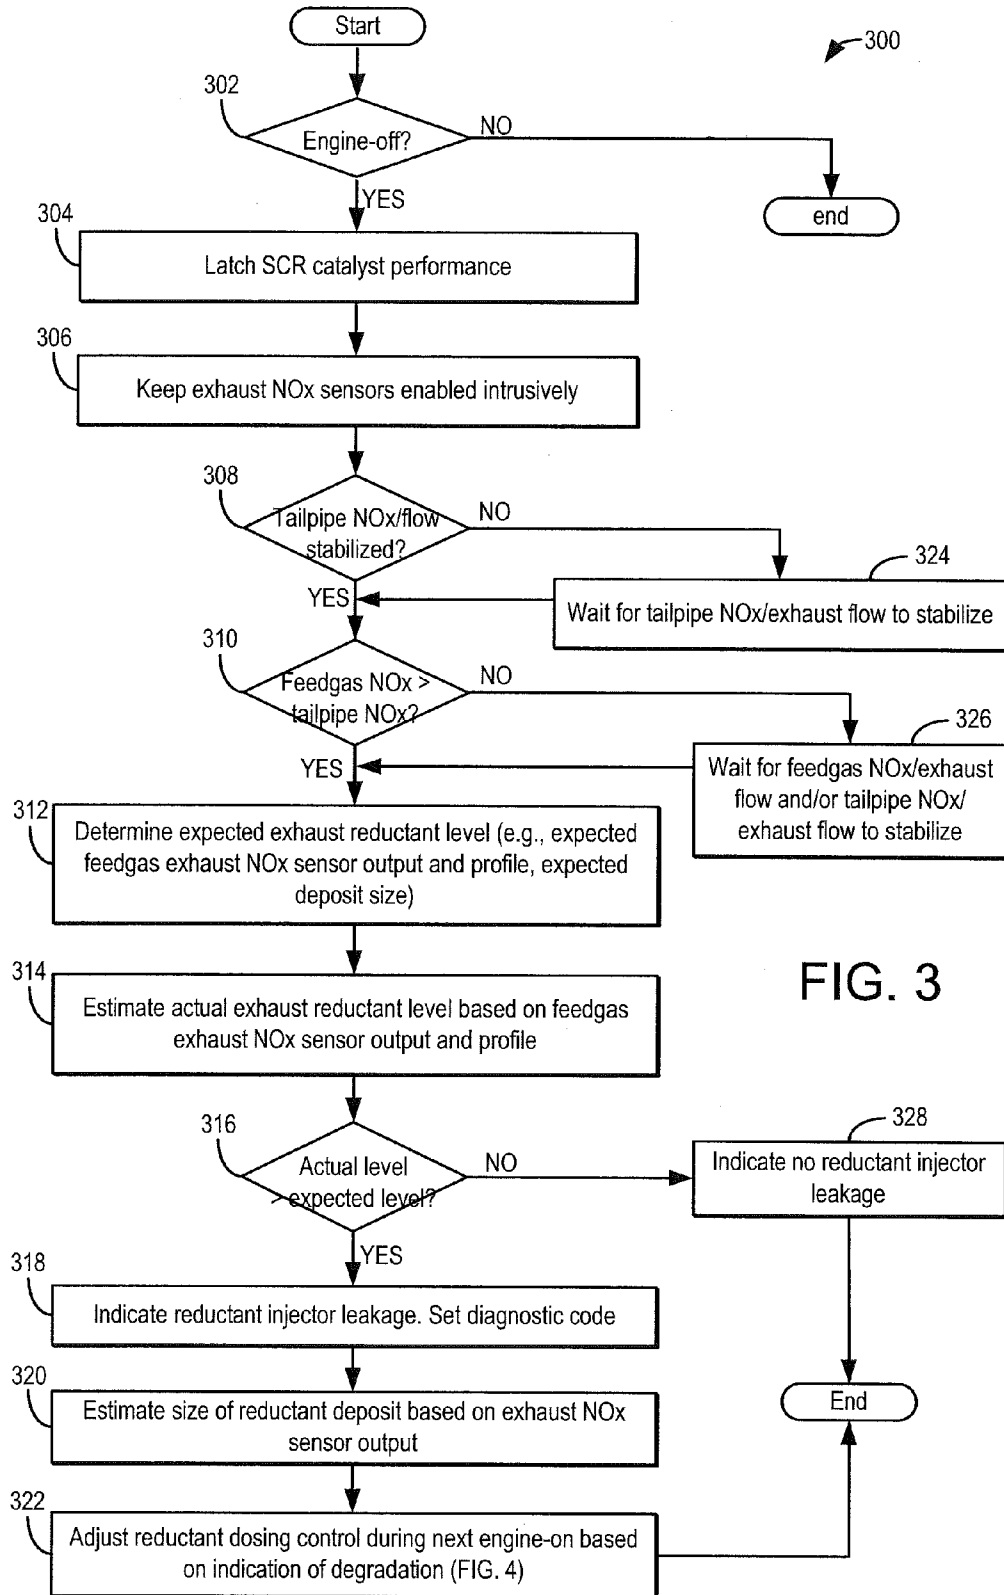 Start
300
302
Engine-off?
NO
YES
end
304
Latch SCR catalyst performance
306
Keep exhaust NOx sensors enabled intrusively
308
Tailpipe NOx/flow
stabilized?
NO
YES
324
Wait for tailpipe NOx/exhaust flow to stabilize
310
Feedgas NOx >
tailpipe NOx?
NO
YES
326
Wait for feedgas NOx/exhaust
flow and/or tailpipe NOx/
exhaust flow to stabilize
312
Determine expected exhaust reductant level (e.g., expected
feedgas exhaust NOx sensor output and profile, expected
deposit size)
314
Estimate actual exhaust reductant level based on feedgas
exhaust NOx sensor output and profile
FIG. 3
316
Actual level
> expected level?
NO
YES
328
Indicate no reductant injector
leakage
318
Indicate reductant injector leakage. Set diagnostic code
320
Estimate size of reductant deposit based on exhaust NOx
sensor output
End
322
Adjust reductant dosing control during next engine-on based
on indication of degradation (FIG. 4)